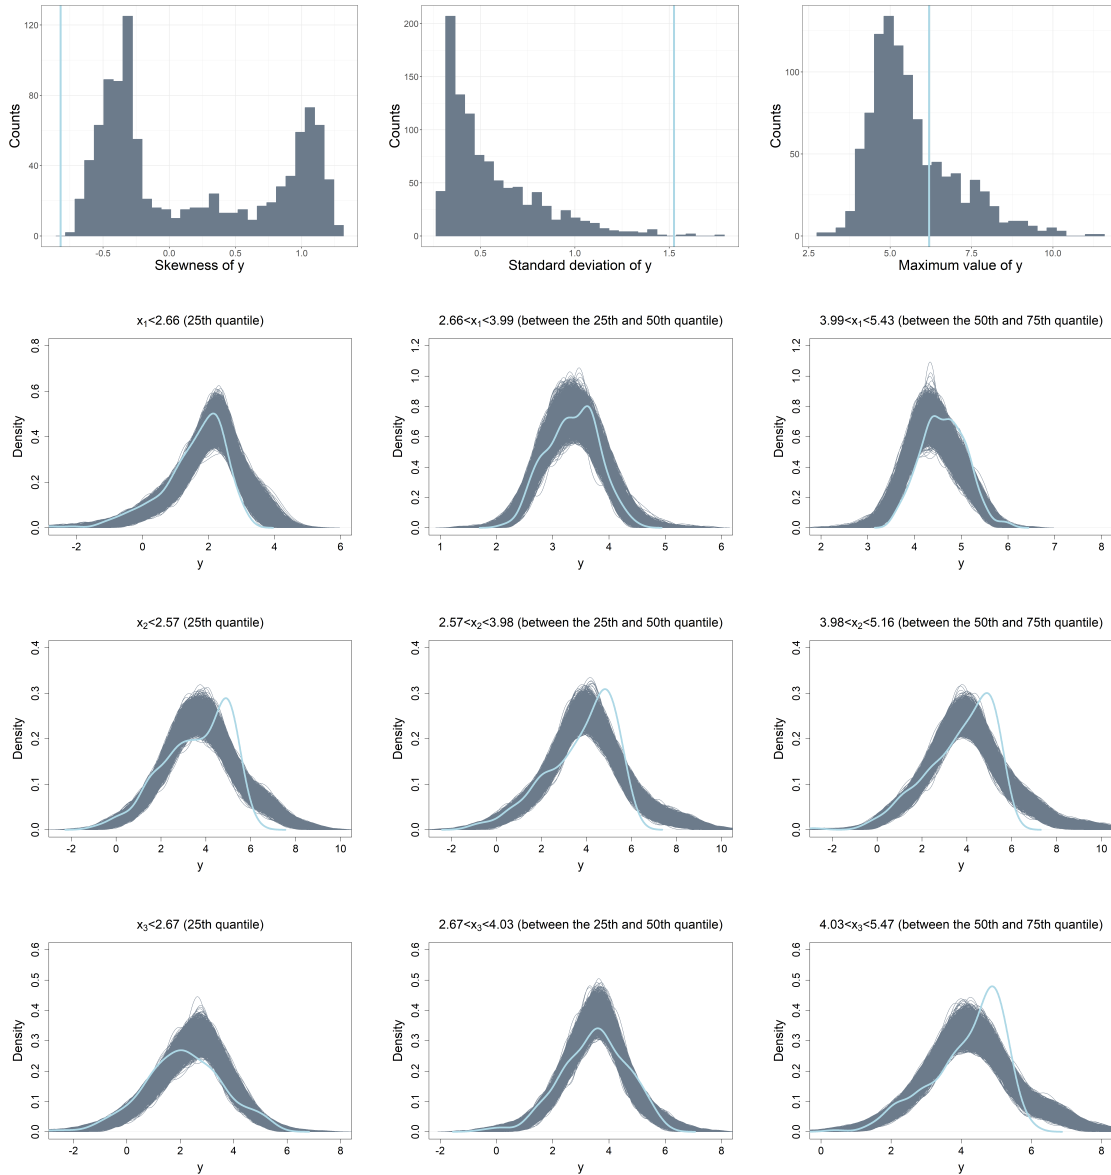 120
80
40
0
Counts
-0.5 0.0 0.5 1.0
Skewness of y
200
150
100
50
0
Counts
0.5 1.0 1.5
Standard deviation of y
100
50
0
Counts
2.5 5.0 7.5 10.0
Maximum value of y
x₁<2.66 (25th quantile)
0.8
0.6
0.4
0.2
0.0
Density
-2 0 2 4 6
y
2.66<x₁<3.99 (between the 25th and 50th quantile)
1.2
1.0
0.8
0.6
0.4
0.2
0.0
Density
1 2 3 4 5 6
y
3.99<x₁<5.43 (between the 50th and 75th quantile)
1.2
1.0
0.8
0.6
0.4
0.2
0.0
Density
2 3 4 5 6 7 8
y
x₂<2.57 (25th quantile)
0.4
0.3
0.2
0.1
0.0
Density
-2 0 2 4 6 8 10
y
2.57<x₂<3.98 (between the 25th and 50th quantile)
0.4
0.3
0.2
0.1
0.0
Density
-2 0 2 4 6 8 10
y
3.98<x₂<5.16 (between the 50th and 75th quantile)
0.4
0.3
0.2
0.1
0.0
Density
-2 0 2 4 6 8 10
y
x₃<2.67 (25th quantile)
0.6
0.5
0.4
0.3
0.2
0.1
0.0
Density
-2 0 2 4 6 8
y
2.67<x₃<4.03 (between the 25th and 50th quantile)
0.6
0.5
0.4
0.3
0.2
0.1
0.0
Density
-2 0 2 4 6 8
y
4.03<x₃<5.47 (between the 50th and 75th quantile)
0.6
0.5
0.4
0.3
0.2
0.1
0.0
Density
0 2 4 6 8
y